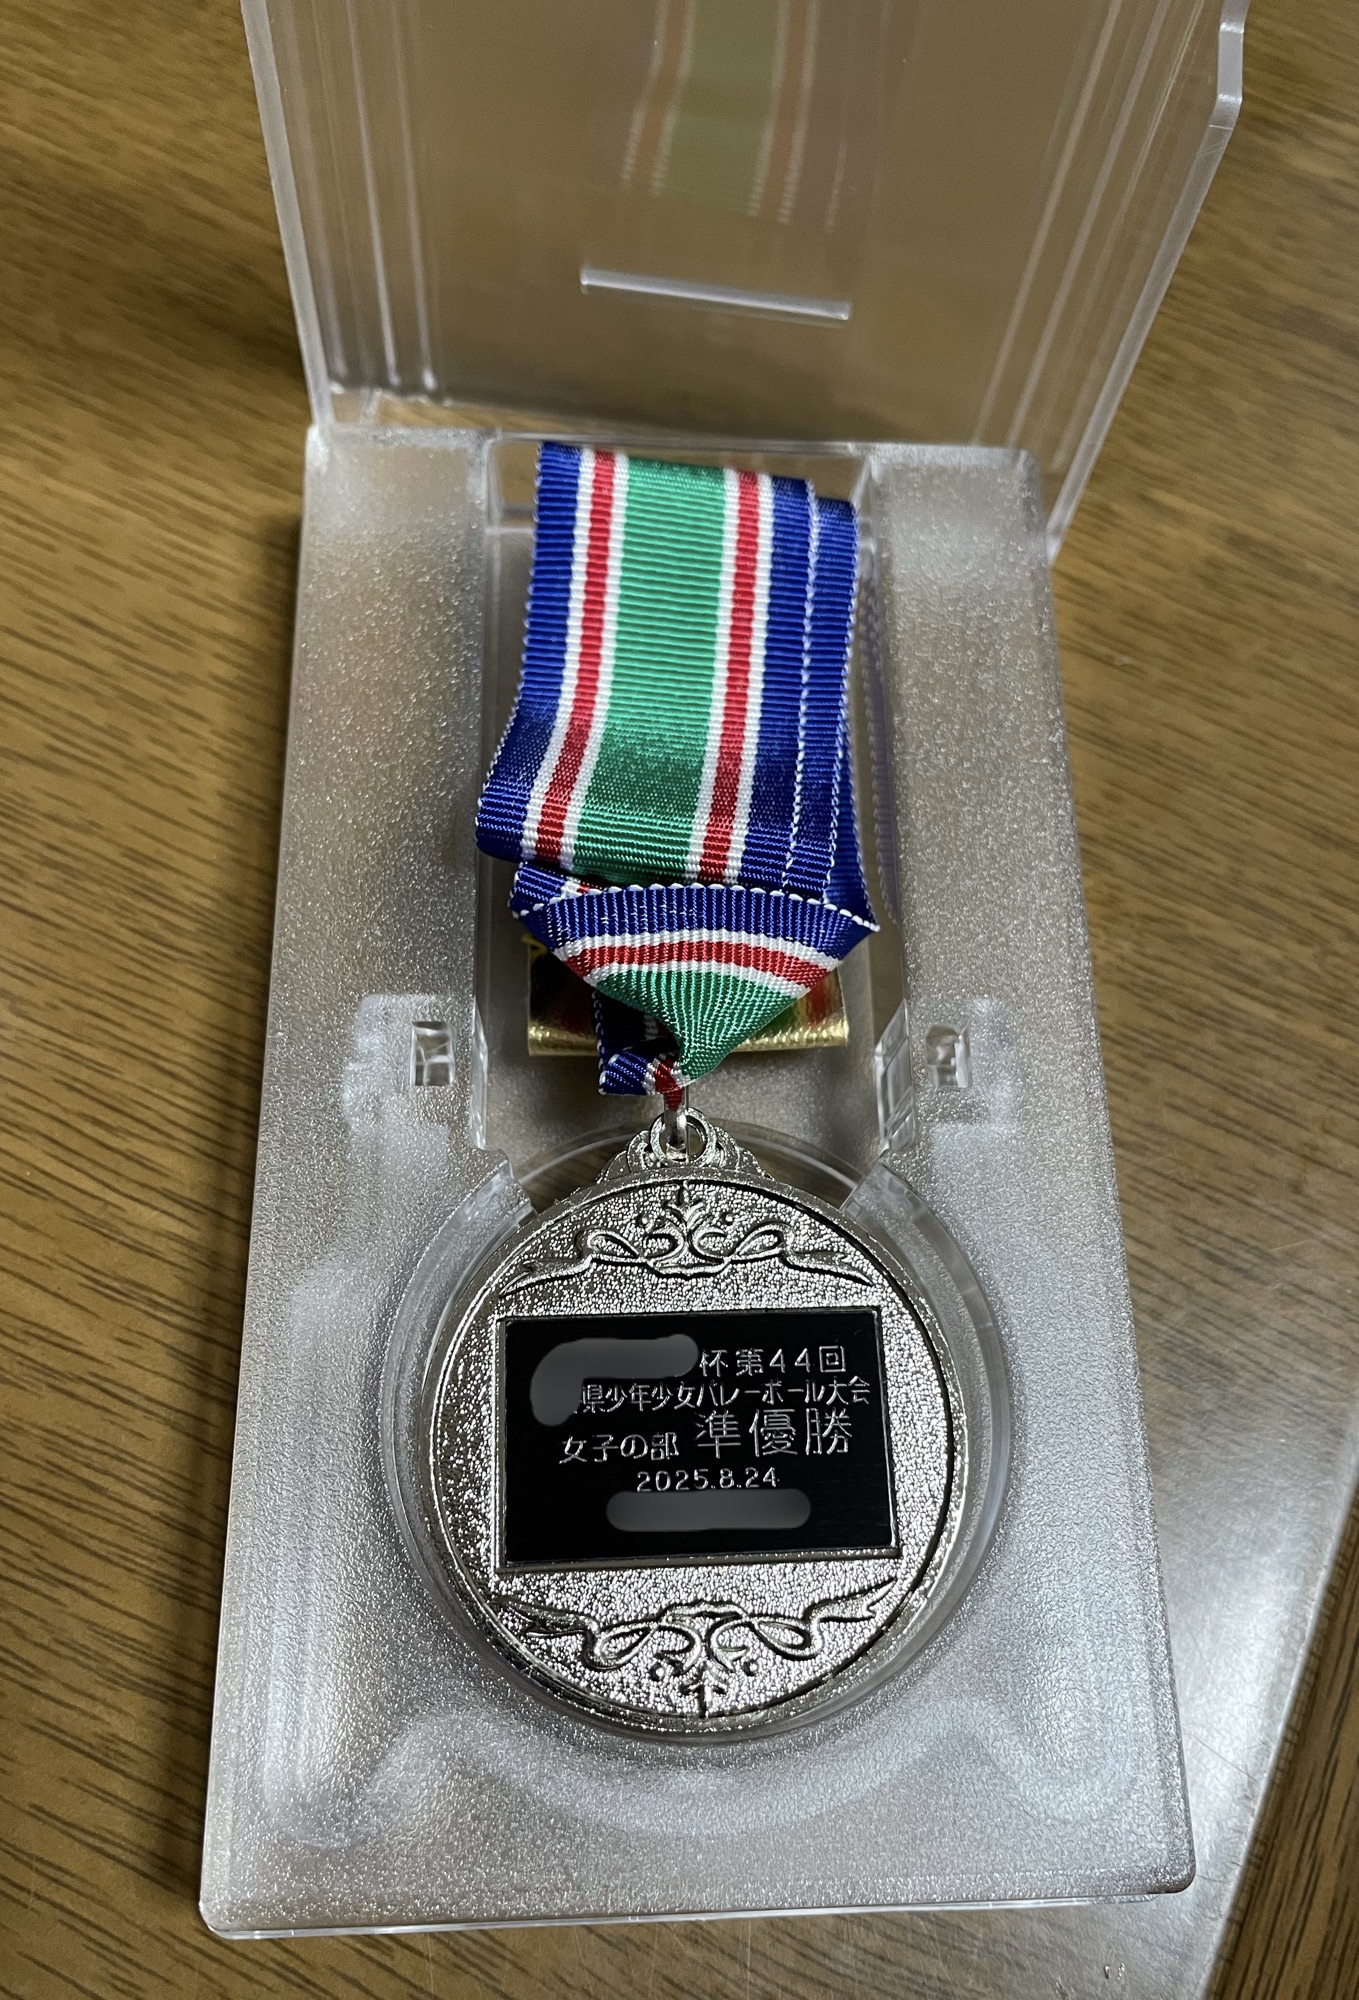 杯第44回
県少年少女バレーボール大会
女子の部 準優勝
2025.8.24